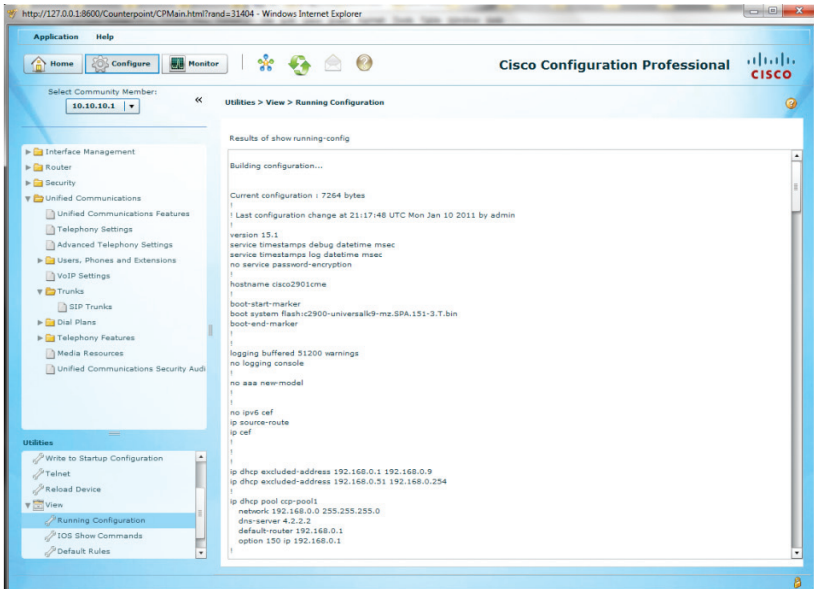 http://127.0.0.1:8600/Counterpoint/CPMain.html?rand=31404 - Windows Internet Explorer
Application Help
Home Configure Monitor
Cisco Configuration Professional
CISCO
Select Community Member:
10.10.10.1
Utilities > View > Running Configuration
Interface Management
Router
Security
Unified Communications
Unified Communications Features
Telephony Settings
Advanced Telephony Settings
Users, Phones and Extensions
VoIP Settings
Trunks
SIP Trunks
Dial Plans
Telephony Features
Media Resources
Unified Communications Security Audi
Utilities
Write to Startup Configuration
Telnet
Reload Device
View
Running Configuration
IOS Show Commands
Default Rules
Results of show running-config
Building configuration...
Current configuration : 7264 bytes
!
! Last configuration change at 21:17:48 UTC Mon Jan 10 2011 by admin
!
version 15.1
service timestamps debug datetime msec
service timestamps log datetime msec
no service password-encryption
!
hostname cisco2901cme
!
boot-start-marker
boot system flash:c2900-universalk9-mz.SPA.151-3.T.bin
boot-end-marker
!
!
logging buffered 51200 warnings
no logging console
!
no aaa new-model
!
!
no ipv6 cef
ip source-route
ip cef
!
!
!
ip dhcp excluded-address 192.168.0.1 192.168.0.9
ip dhcp excluded-address 192.168.0.51 192.168.0.254
!
ip dhcp pool ccp-pool1
network 192.168.0.0 255.255.255.0
dns-server 4.2.2.2
default-router 192.168.0.1
option 150 ip 192.168.0.1
!